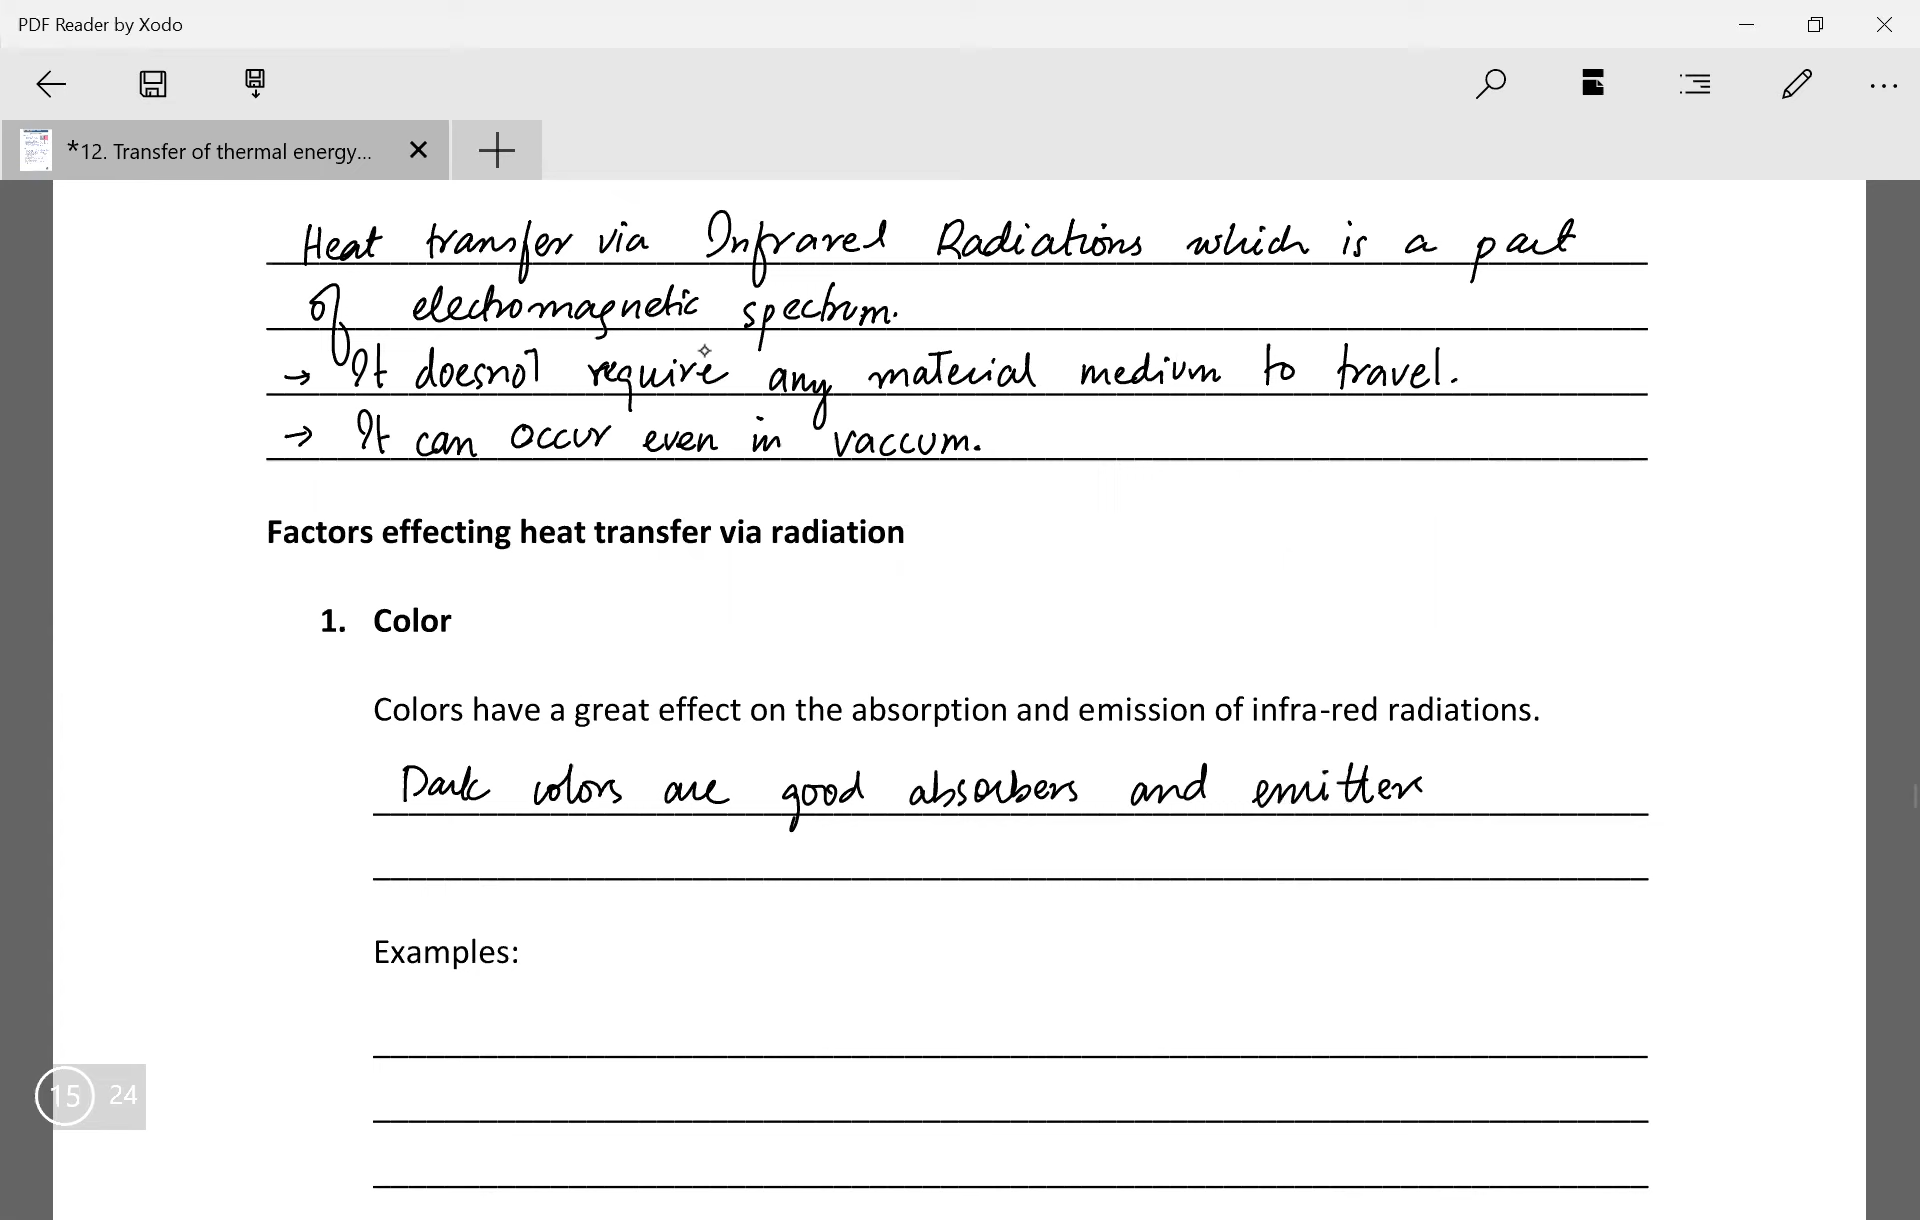 PDF Reader by Xodo
*12. Transfer of thermal energy...
Heat transfer via Infrared Radiations which is a part
of electromagnetic spectrum.
→ It doesnot require any material medium to travel.
→ It can occur even in vaccum.
Factors effecting heat transfer via radiation
1. Color
Colors have a great effect on the absorption and emission of infra-red radiations.
Dark colors are good absorbers and emitters
Examples:
15 24